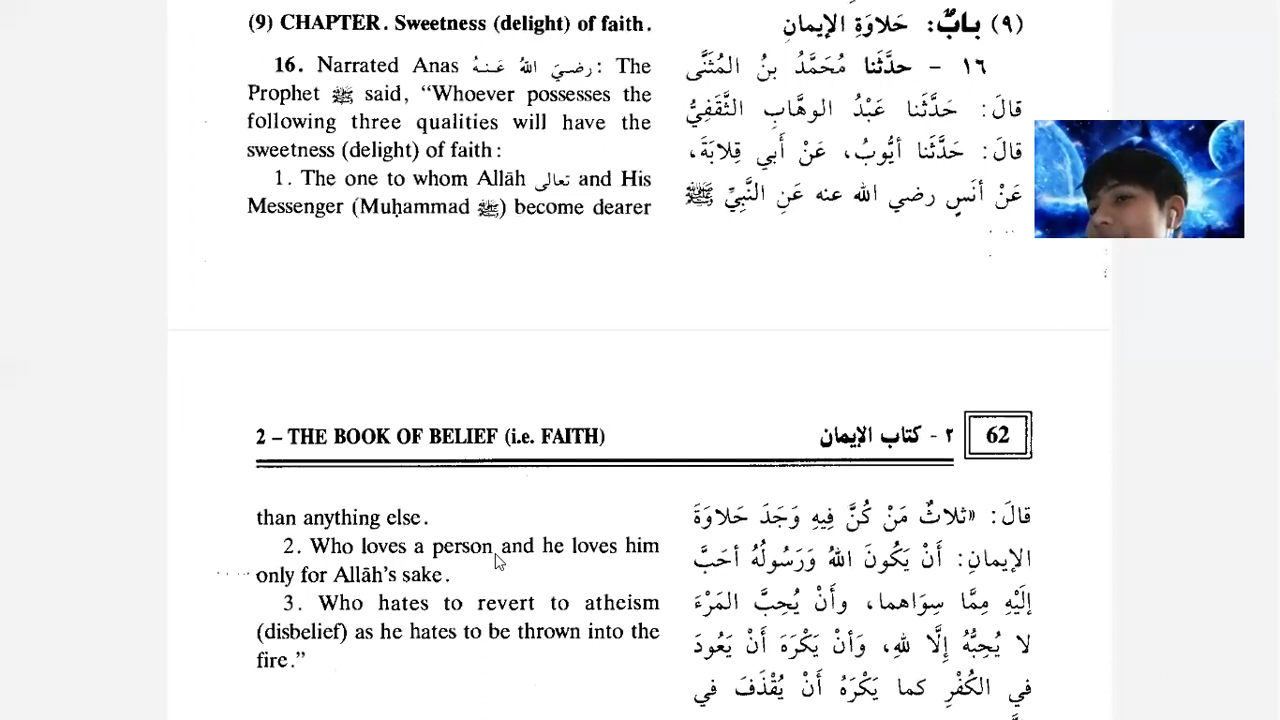 (9) CHAPTER. Sweetness (delight) of faith.
16. Narrated Anas رضي الله عنه: The
Prophet ﷺ said, “Whoever possesses the
following three qualities will have the
sweetness (delight) of faith:
1. The one to whom Allāh تعالى and His
Messenger (Muḥammad ﷺ) become dearer
(٩) بابٌ: حَلاوَةِ الإيمانِ
١٦ - حدَّثَنا مُحَمَّدُ بنُ المُثَنَّى
قالَ: حَدَّثَنا عَبْدُ الوهَّابِ الثَّقَفِيُّ
قالَ: حَدَّثَنا أيُّوبُ، عَنْ أَبي قِلابَةَ،
عَنْ أنَسٍ رضي الله عنه عَنِ النَّبِيِّ ﷺ
2 – THE BOOK OF BELIEF (i.e. FAITH)
٢ - كتاب الإيمان
62
than anything else.
2. Who loves a person and he loves him
only for Allāh’s sake.
3. Who hates to revert to atheism
(disbelief) as he hates to be thrown into the
fire.”
قالَ: «ثلاثٌ مَنْ كُنَّ فِيهِ وَجَدَ حَلاوَةَ
الإيمانِ: أَنْ يَكُونَ اللهُ وَرَسُولُهُ أحَبَّ
إلَيْهِ مِمَّا سِوَاهما، وأَنْ يُحِبَّ المَرْءَ
لا يُحِبُّهُ إلَّا للهِ، وَأنْ يَكْرَهَ أَنْ يَعُودَ
في الكُفْرِ كما يَكْرَهُ أَنْ يُقْذَفَ في